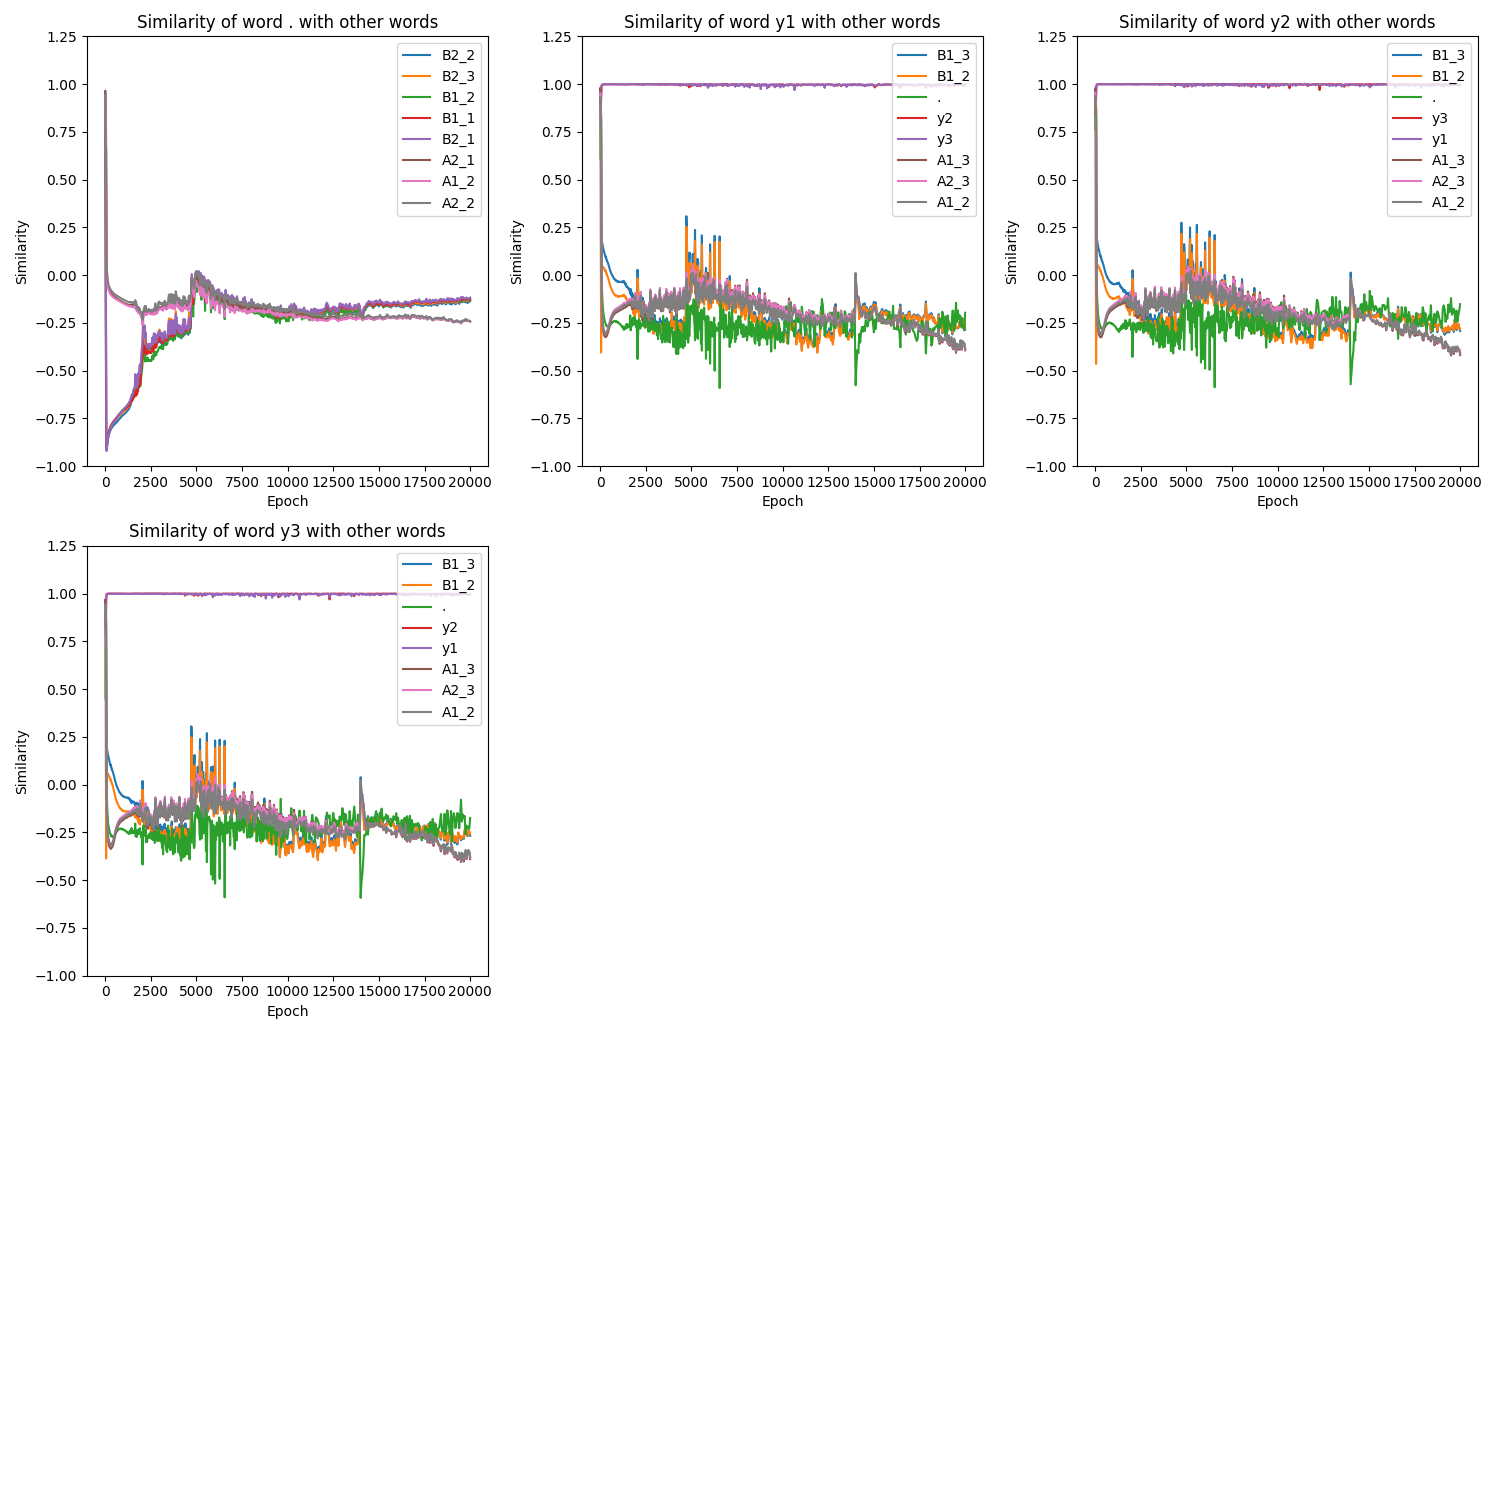 Similarity of word . with other words
1.25
1.00
0.75
0.50
0.25
0.00
−0.25
−0.50
−0.75
−1.00
Similarity
0 2500 5000 7500 10000 12500 15000 17500 20000
Epoch
B2_2
B2_3
B1_2
B1_1
B2_1
A2_1
A1_2
A2_2
Similarity of word y1 with other words
1.25
1.00
0.75
0.50
0.25
0.00
−0.25
−0.50
−0.75
−1.00
Similarity
0 2500 5000 7500 10000 12500 15000 17500 20000
Epoch
B1_3
B1_2
.
y2
y3
A1_3
A2_3
A1_2
Similarity of word y2 with other words
1.25
1.00
0.75
0.50
0.25
0.00
−0.25
−0.50
−0.75
−1.00
Similarity
0 2500 5000 7500 10000 12500 15000 17500 20000
Epoch
B1_3
B1_2
.
y3
y1
A1_3
A2_3
A1_2
Similarity of word y3 with other words
1.25
1.00
0.75
0.50
0.25
0.00
−0.25
−0.50
−0.75
−1.00
Similarity
0 2500 5000 7500 10000 12500 15000 17500 20000
Epoch
B1_3
B1_2
.
y2
y1
A1_3
A2_3
A1_2